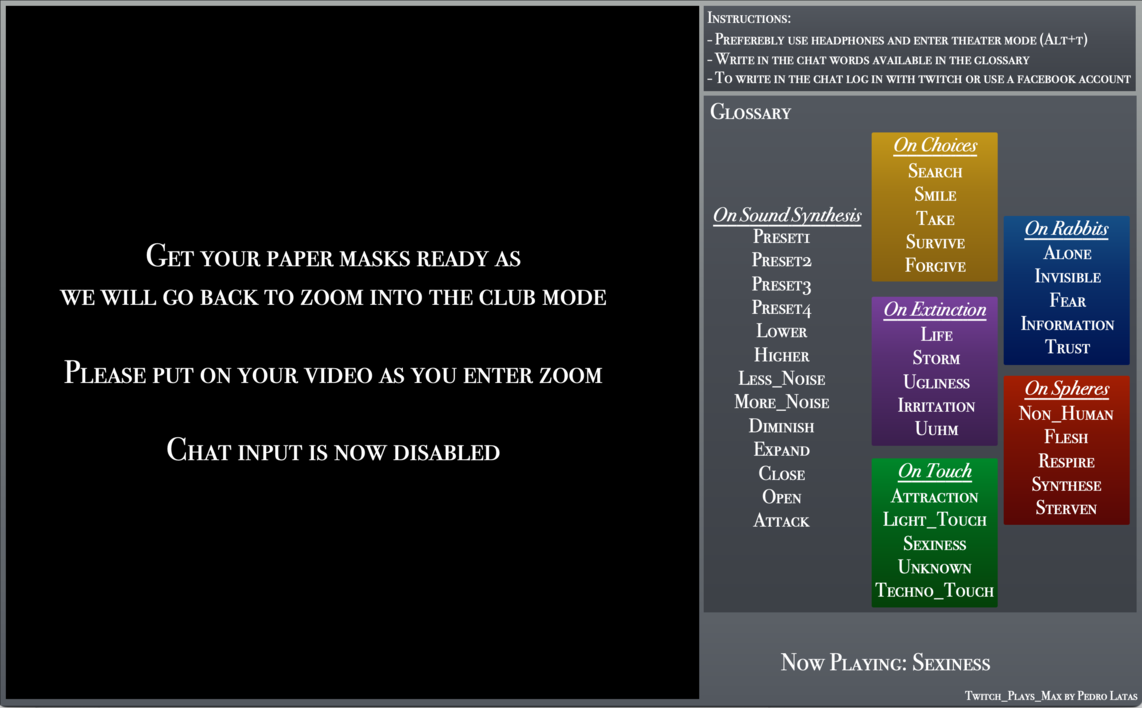 Get your paper masks ready as
we will go back to zoom into the club mode
Please put on your video as you enter zoom
Chat input is now disabled
Instructions:
- Preferebly use headphones and enter theater mode (Alt+t)
- Write in the chat words available in the glossary
- To write in the chat log in with twitch or use a facebook account
Glossary
On Sound Synthesis
Preset1
Preset2
Preset3
Preset4
Lower
Higher
Less_Noise
More_Noise
Diminish
Expand
Close
Open
Attack
On Choices
Search
Smile
Take
Survive
Forgive
On Extinction
Life
Storm
Ugliness
Irritation
Uuhm
On Touch
Attraction
Light_Touch
Sexiness
Unknown
Techno_Touch
On Rabbits
Alone
Invisible
Fear
Information
Trust
On Spheres
Non_Human
Flesh
Respire
Synthese
Sterven
Now Playing: Sexiness
Twitch_Plays_Max by Pedro Latas